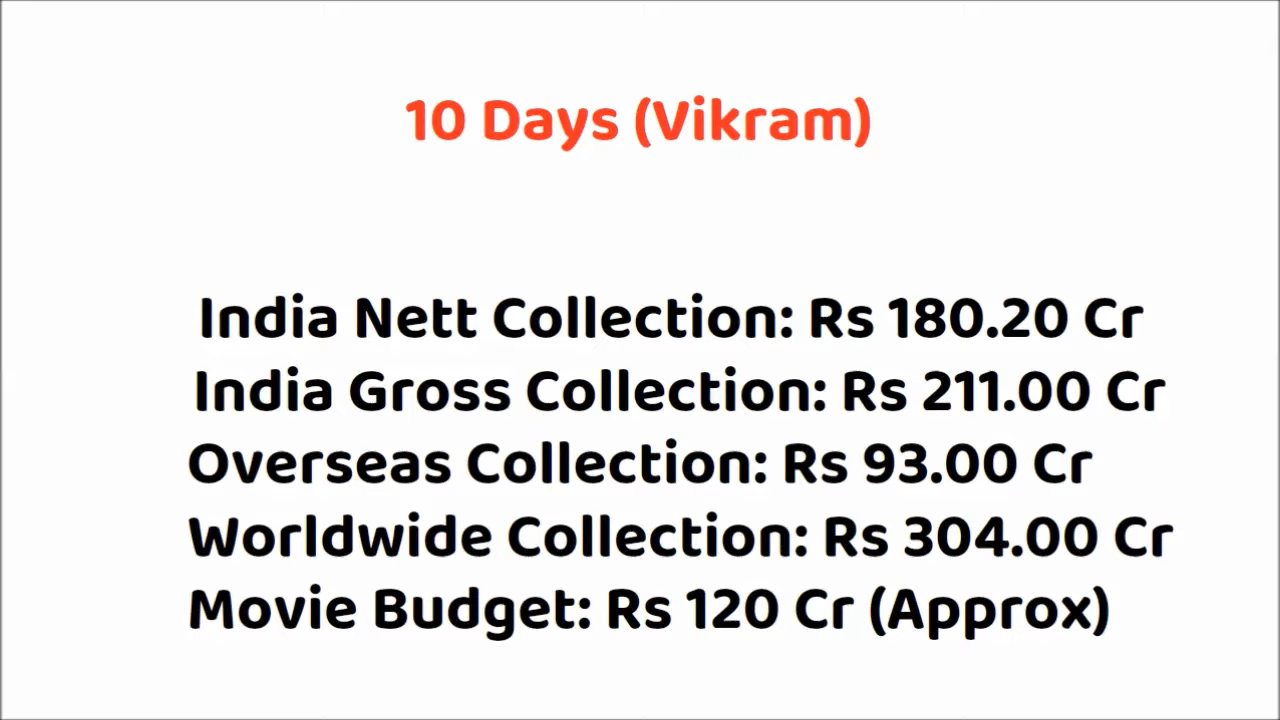 10 Days (Vikram)
India Nett Collection: Rs 180.20 Cr
India Gross Collection: Rs 211.00 Cr
Overseas Collection: Rs 93.00 Cr
Worldwide Collection: Rs 304.00 Cr
Movie Budget: Rs 120 Cr (Approx)